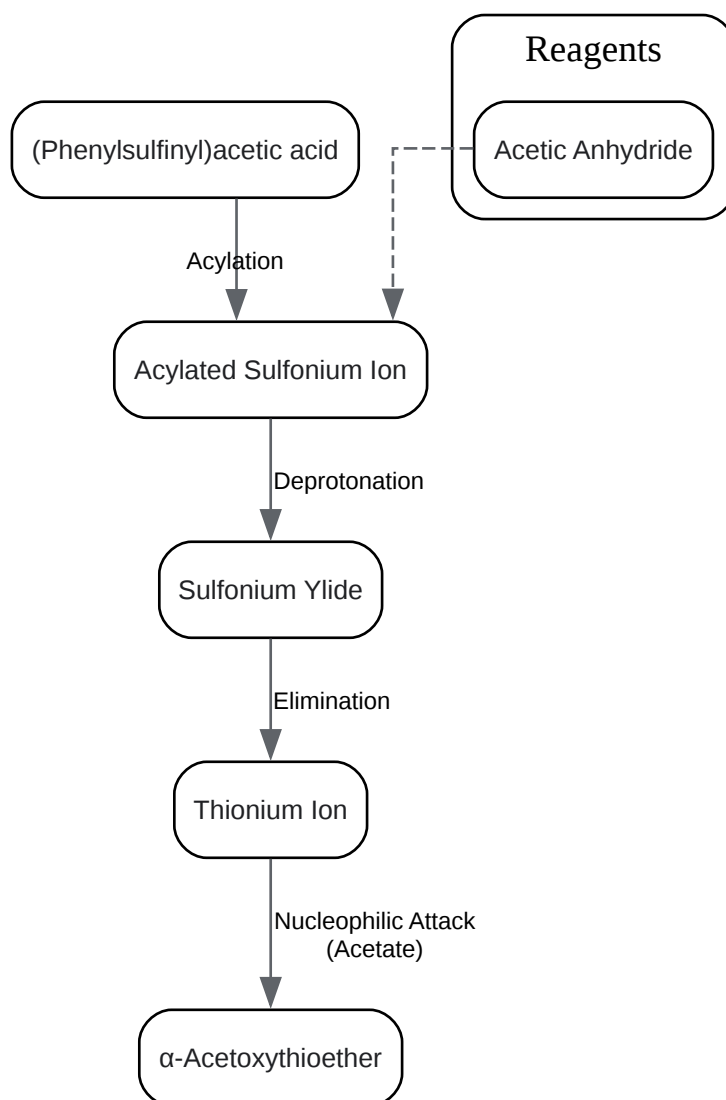 Reagents
(Phenylsulfinyl)acetic acid
Acetic Anhydride
Acylation
Acylated Sulfonium Ion
Deprotonation
Sulfonium Ylide
Elimination
Thionium Ion
Nucleophilic Attack
(Acetate)
α-Acetoxythioether